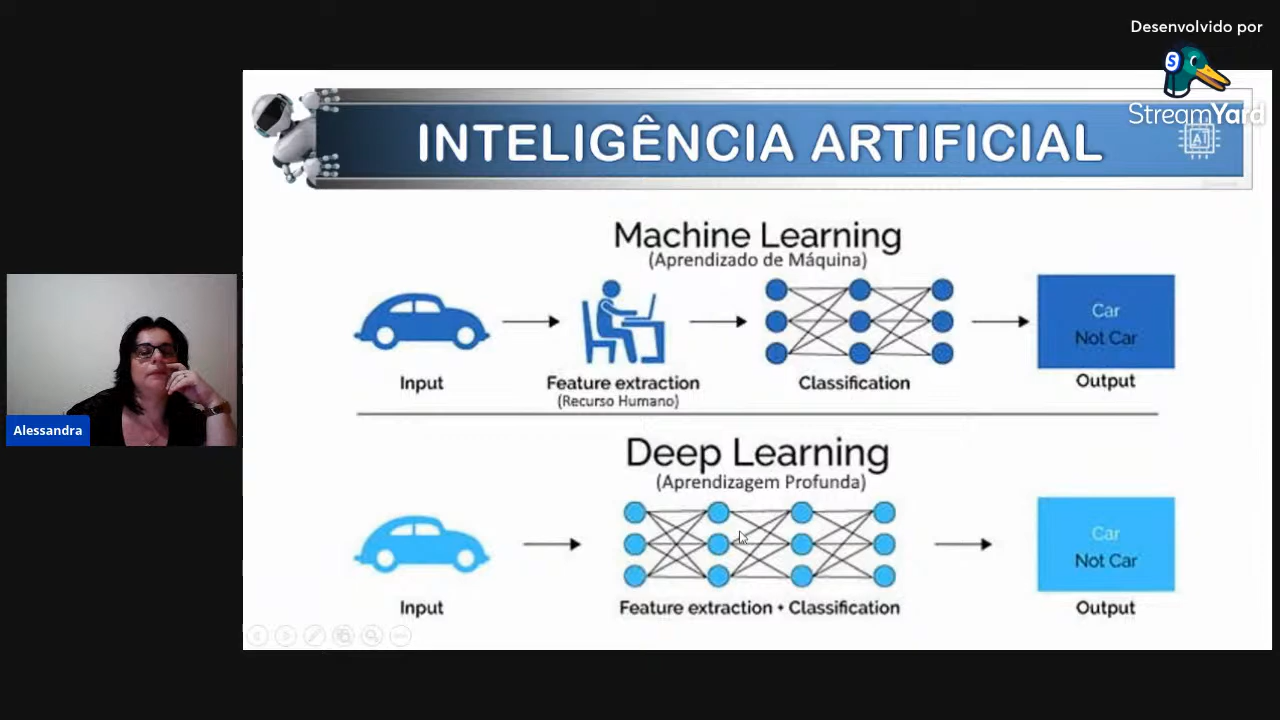 Desenvolvido por
StreamYard
INTELIGÊNCIA ARTIFICIAL
AI
Machine Learning
(Aprendizado de Máquina)
Input
Feature extraction
(Recurso Humano)
Classification
Car
Not Car
Output
Deep Learning
(Aprendizagem Profunda)
Input
Feature extraction + Classification
Car
Not Car
Output
Alessandra